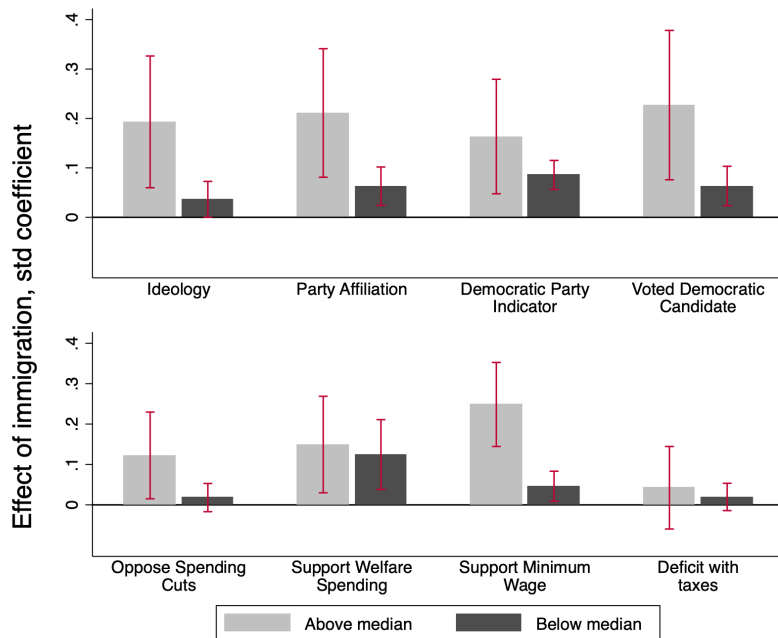 Effect of immigration, std coefficient
.4
.3
.2
.1
0
Ideology
Party Affiliation
Democratic Party
Indicator
Voted Democratic
Candidate
.4
.3
.2
.1
0
Oppose Spending
Cuts
Support Welfare
Spending
Support Minimum
Wage
Deficit with
taxes
Above median
Below median